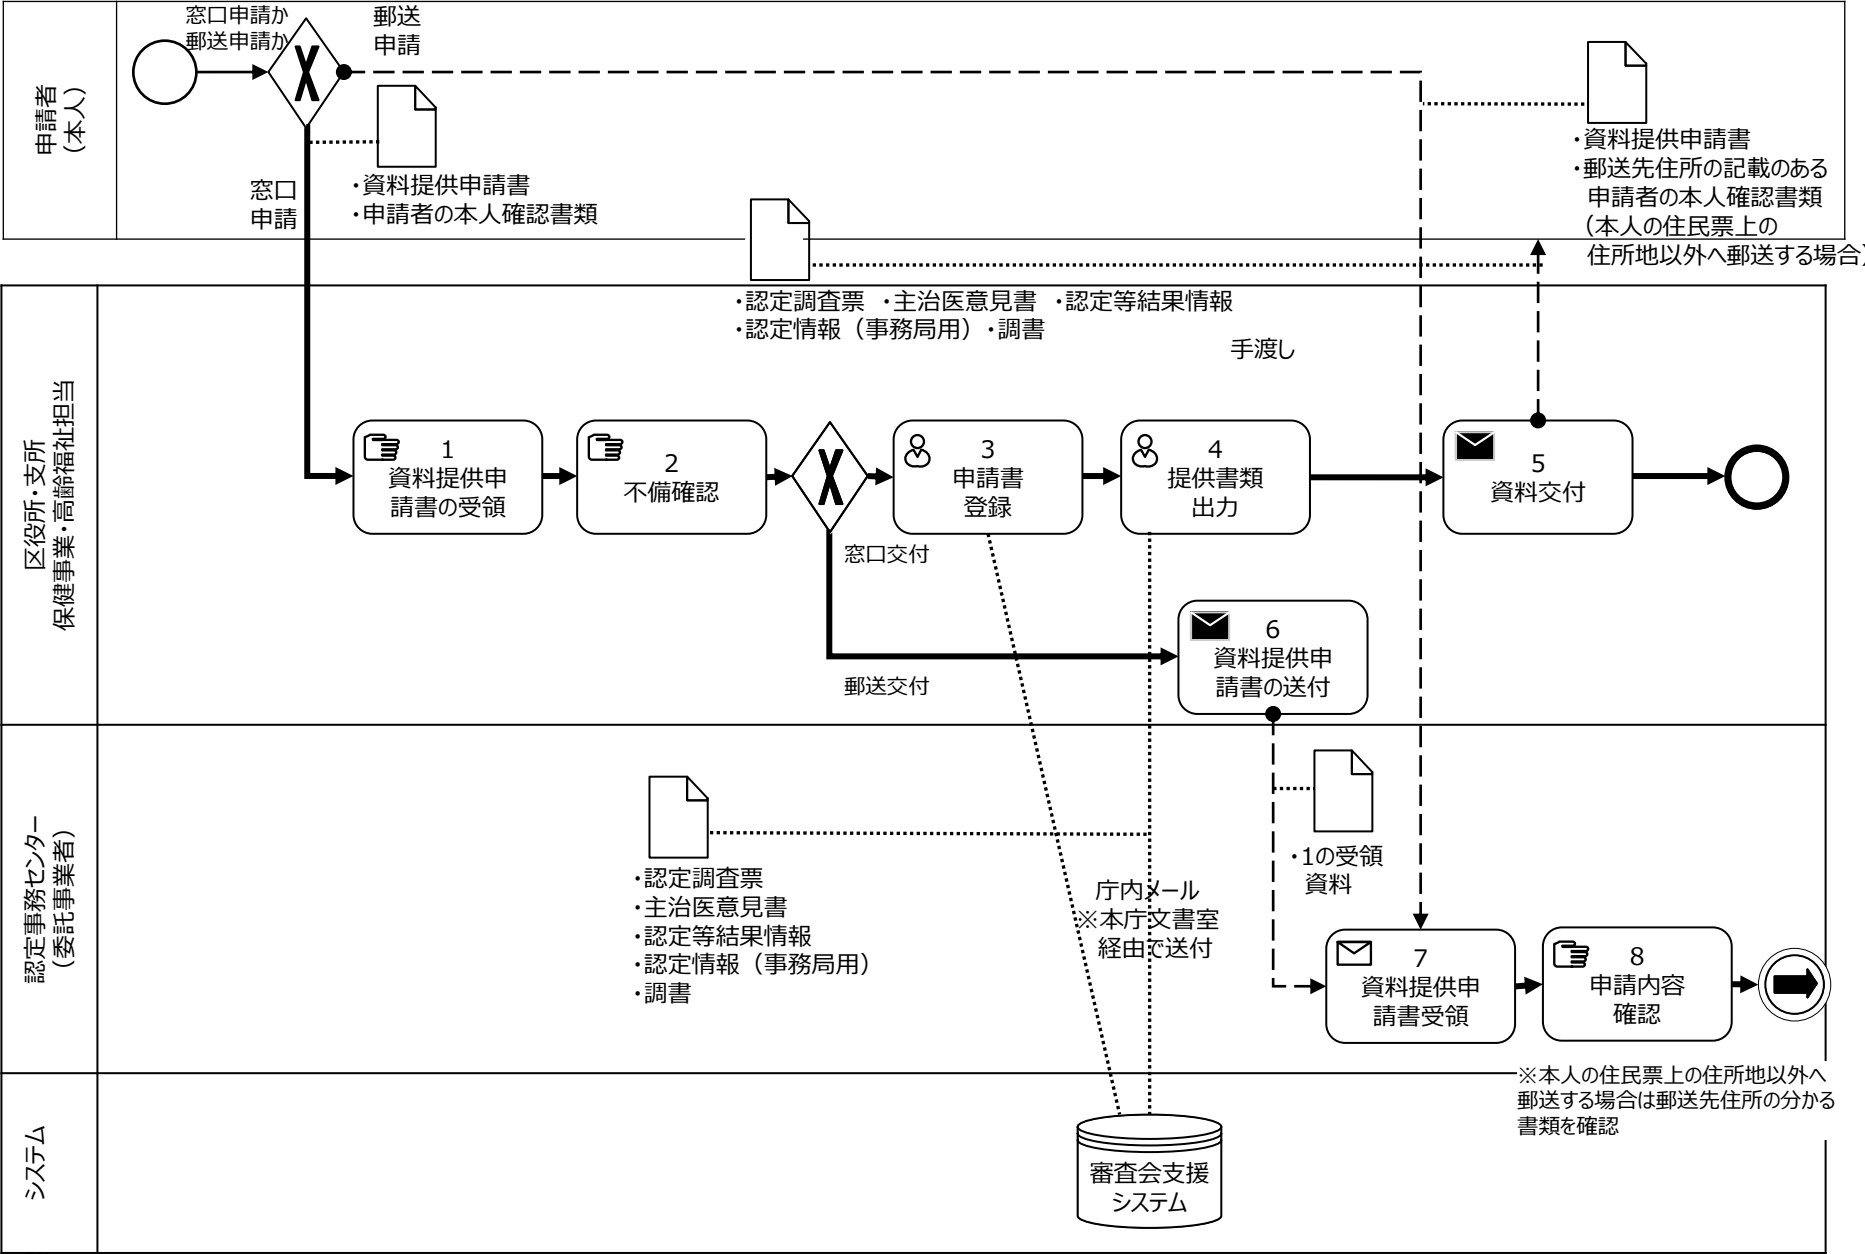 申請者
(本人)
窓口申請か
郵送申請か
郵送
申請
窓口
申請
・資料提供申請書
・申請者の本人確認書類
・資料提供申請書
・郵送先住所の記載のある
申請者の本人確認書類
(本人の住民票上の
住所地以外へ郵送する場合)
・認定調査票 ・主治医意見書 ・認定等結果情報
・認定情報（事務局用）・調書
手渡し
区役所・支所
保健事業・高齢福祉担当
1
資料提供申
請書の受領
2
不備確認
3
申請書
登録
4
提供書類
出力
5
資料交付
窓口交付
郵送交付
6
資料提供申
請書の送付
認定事務センター
（委託事業者）
・認定調査票
・主治医意見書
・認定等結果情報
・認定情報（事務局用）
・調書
庁内メール
※本庁文書室
経由で送付
・1の受領
資料
7
資料提供申
請書受領
8
申請内容
確認
※本人の住民票上の住所地以外へ
郵送する場合は郵送先住所の分かる
書類を確認
システム
審査会支援
システム